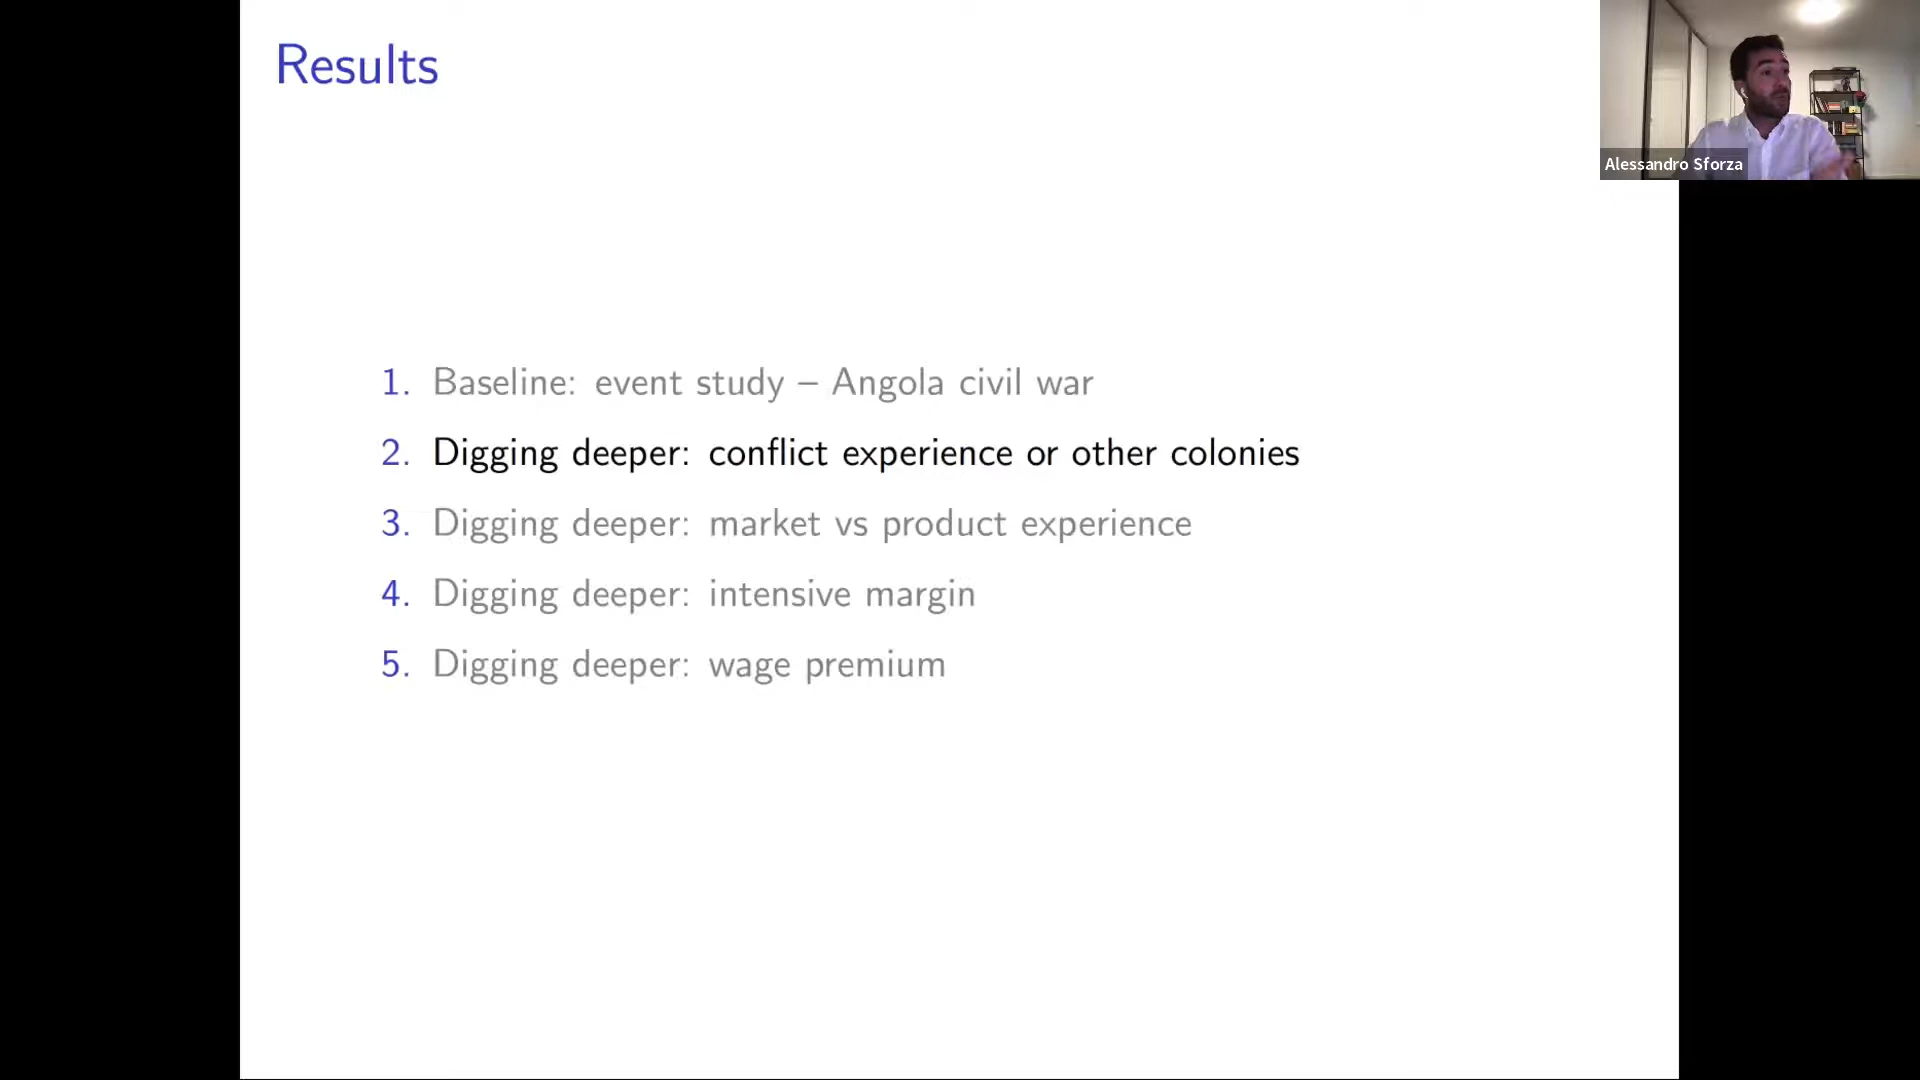 Results
Alessandro Sforza
1. Baseline: event study – Angola civil war
2. Digging deeper: conflict experience or other colonies
3. Digging deeper: market vs product experience
4. Digging deeper: intensive margin
5. Digging deeper: wage premium